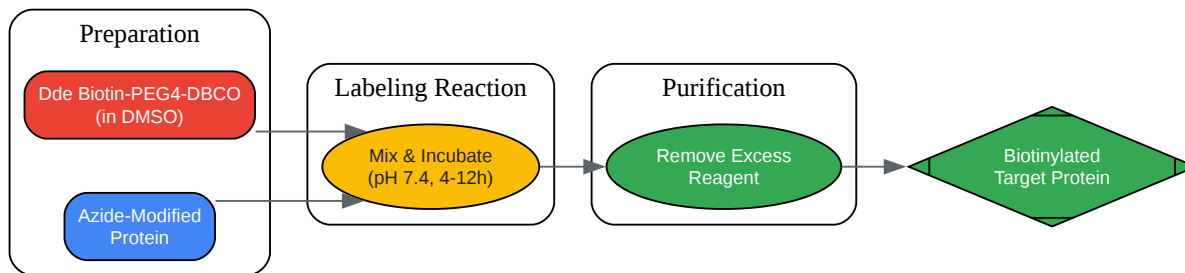 Preparation
Dde Biotin-PEG4-DBCO
(in DMSO)
Azide-Modified
Protein
Labeling Reaction
Mix & Incubate
(pH 7.4, 4-12h)
Purification
Remove Excess
Reagent
Biotinylated
Target Protein